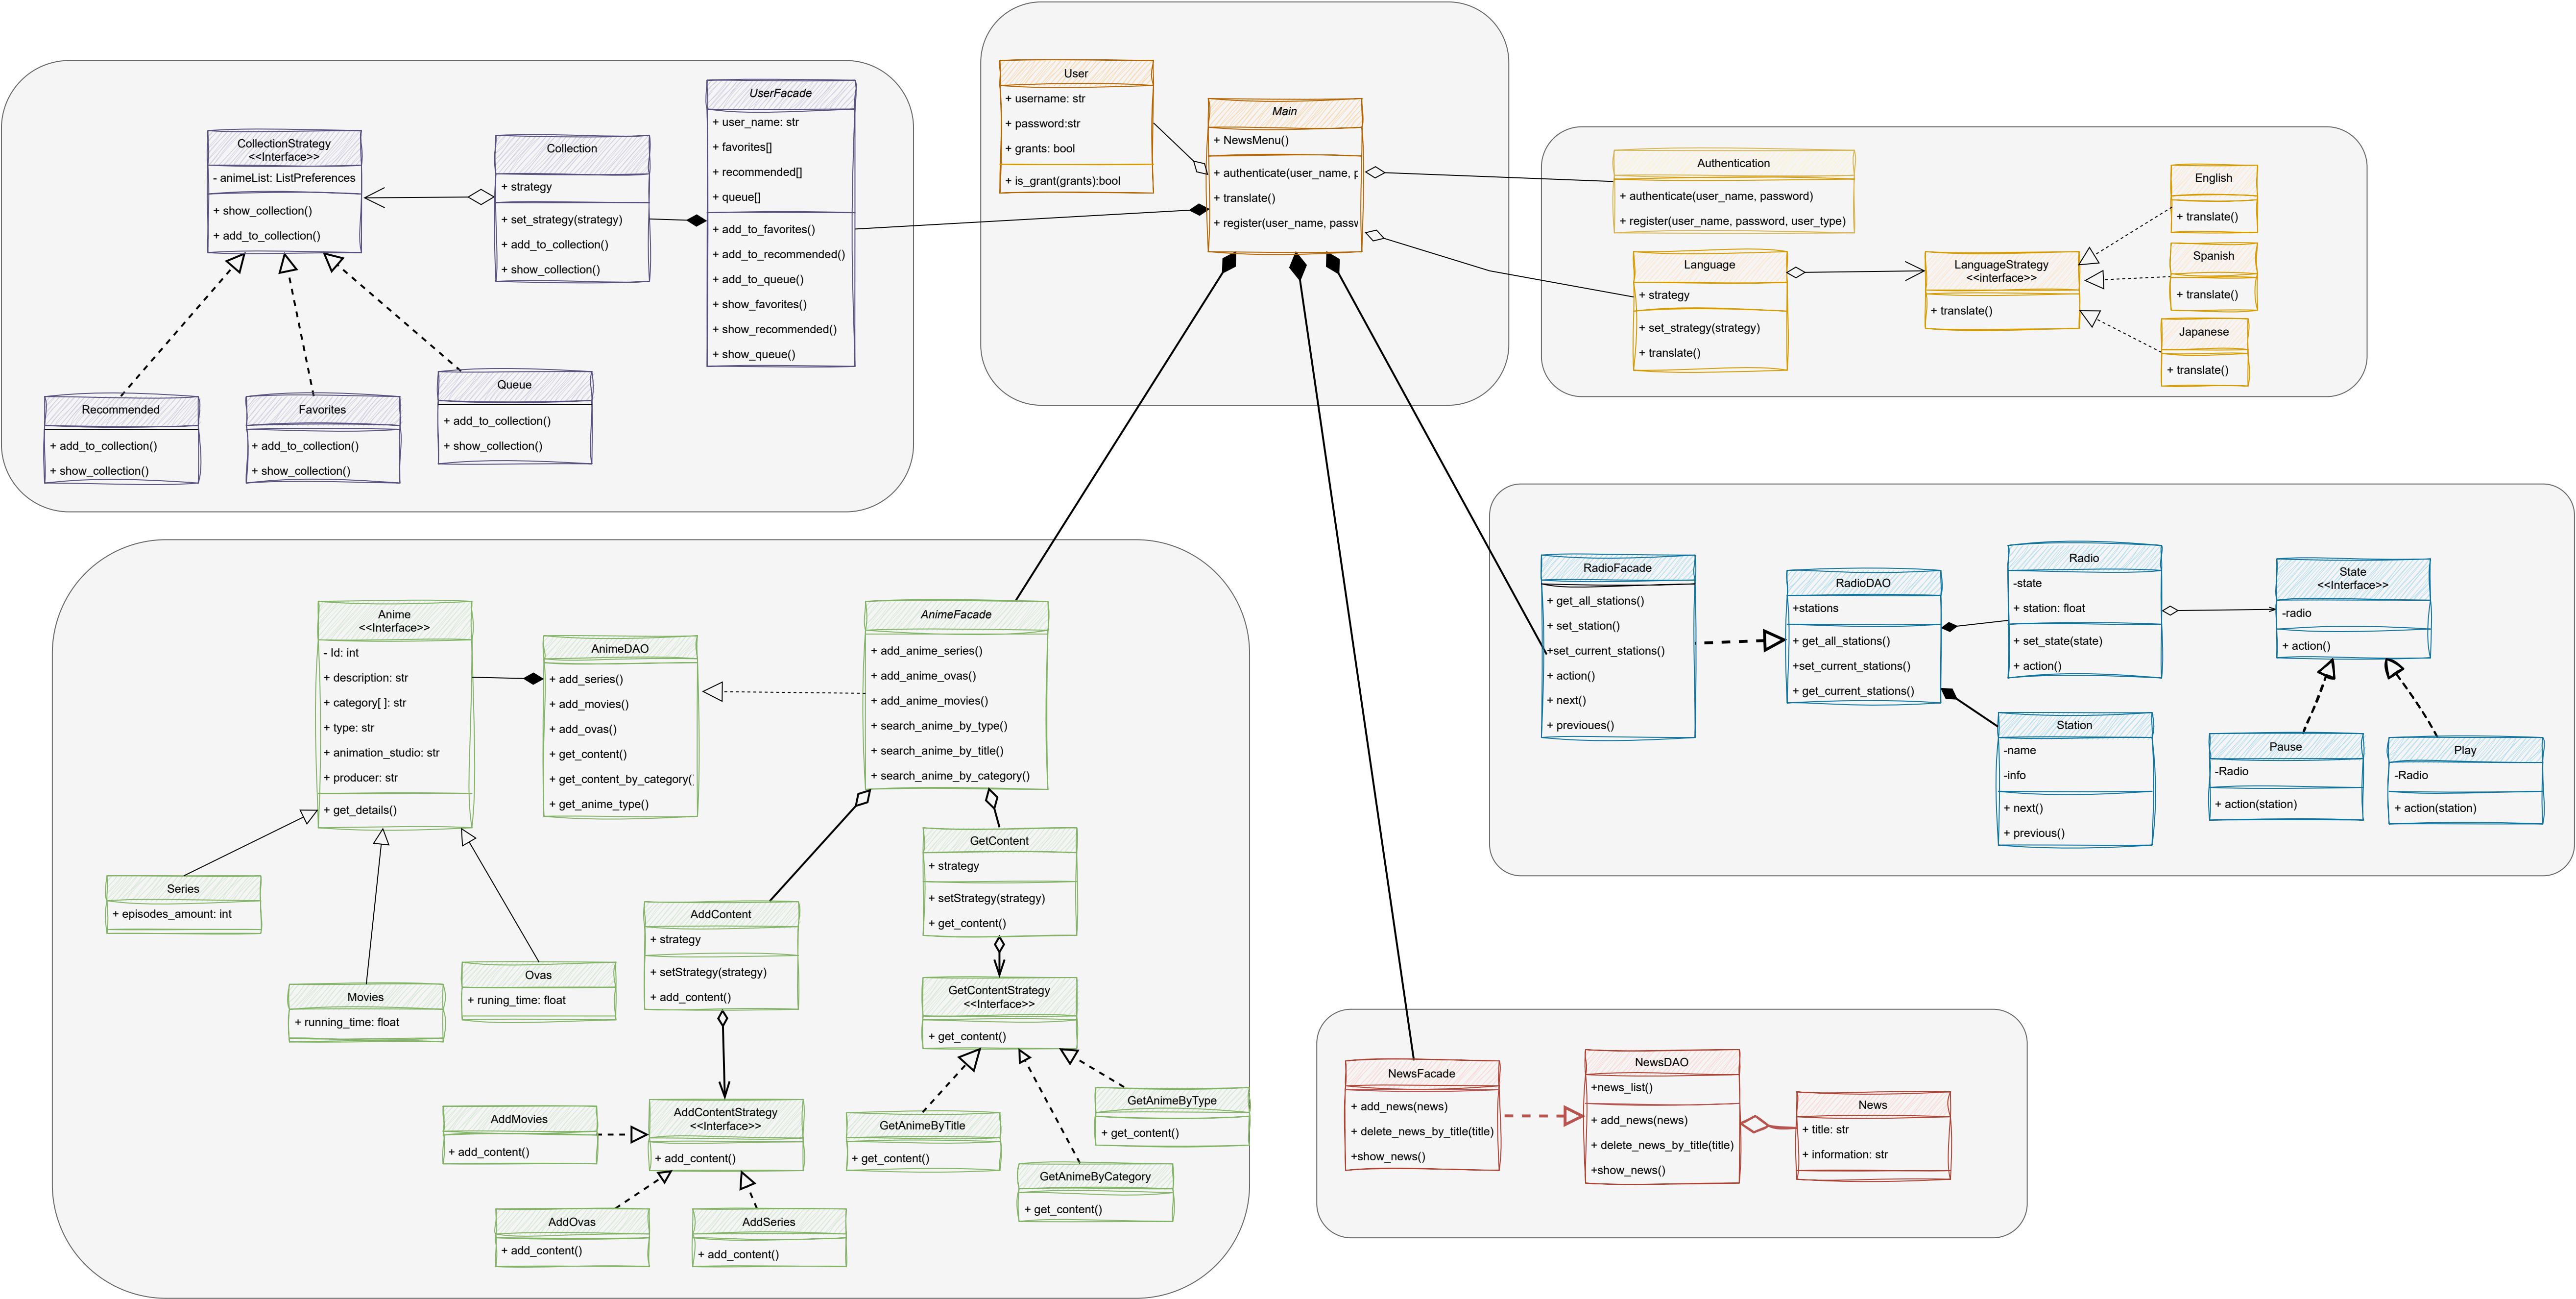 User
+ username: str
+ password:str
+ grants: bool
+ is_grant(grants):bool
Main
+ NewsMenu()
+ authenticate(user_name, p
+ translate()
+ register(user_name, passw
UserFacade
+ user_name: str
+ favorites[]
+ recommended[]
+ queue[]
+ add_to_favorites()
+ add_to_recommended()
+ add_to_queue()
+ show_favorites()
+ show_recommended()
+ show_queue()
CollectionStrategy
<<Interface>>
- animeList: ListPreferences
+ show_collection()
+ add_to_collection()
Collection
+ strategy
+ set_strategy(strategy)
+ add_to_collection()
+ show_collection()
Recommended
+ add_to_collection()
+ show_collection()
Favorites
+ add_to_collection()
+ show_collection()
Queue
+ add_to_collection()
+ show_collection()
Authentication
+ authenticate(user_name, password)
+ register(user_name, password, user_type)
Language
+ strategy
+ set_strategy(strategy)
+ translate()
LanguageStrategy
<<interface>>
+ translate()
English
+ translate()
Spanish
+ translate()
Japanese
+ translate()
RadioFacade
+ get_all_stations()
+ set_station()
+set_current_stations()
+ action()
+ next()
+ previoues()
RadioDAO
+stations
+ get_all_stations()
+set_current_stations()
+ get_current_stations()
Radio
-state
+ station: float
+ set_state(state)
+ action()
State
<<Interface>>
-radio
+ action()
Station
-name
-info
+ next()
+ previous()
Pause
-Radio
+ action(station)
Play
-Radio
+ action(station)
Anime
<<Interface>>
- Id: int
+ description: str
+ category[ ]: str
+ type: str
+ animation_studio: str
+ producer: str
+ get_details()
AnimeDAO
+ add_series()
+ add_movies()
+ add_ovas()
+ get_content()
+ get_content_by_category()
+ get_anime_type()
AnimeFacade
+ add_anime_series()
+ add_anime_ovas()
+ add_anime_movies()
+ search_anime_by_type()
+ search_anime_by_title()
+ search_anime_by_category()
Series
+ episodes_amount: int
Movies
+ running_time: float
Ovas
+ runing_time: float
AddContent
+ strategy
+ setStrategy(strategy)
+ add_content()
GetContent
+ strategy
+ setStrategy(strategy)
+ get_content()
GetContentStrategy
<<Interface>>
+ get_content()
AddContentStrategy
<<Interface>>
+ add_content()
AddMovies
+ add_content()
AddOvas
+ add_content()
AddSeries
+ add_content()
GetAnimeByTitle
+ get_content()
GetAnimeByCategory
+ get_content()
GetAnimeByType
+ get_content()
NewsFacade
+ add_news(news)
+ delete_news_by_title(title)
+show_news()
NewsDAO
+news_list()
+ add_news(news)
+ delete_news_by_title(title)
+show_news()
News
+ title: str
+ information: str